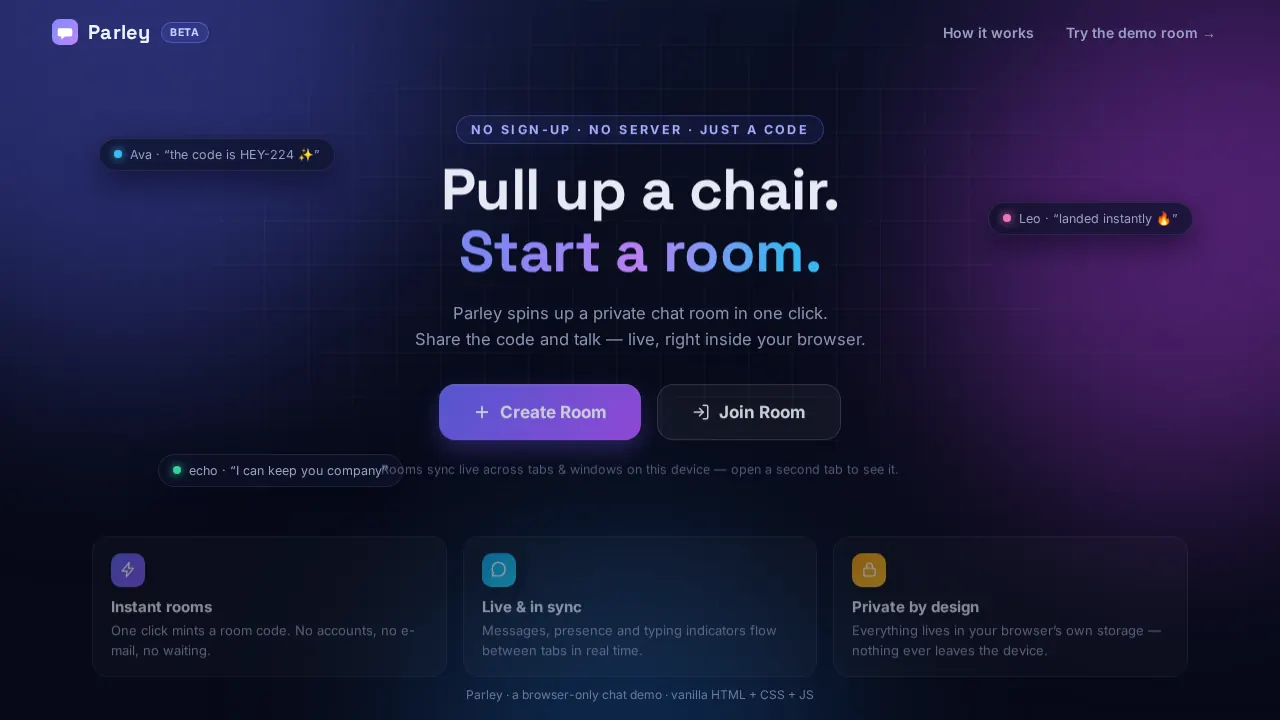 Parley BETA
How it works
Try the demo room →
NO SIGN-UP · NO SERVER · JUST A CODE
Ava · “the code is HEY-224 ✨”
Pull up a chair.
Leo · “landed instantly 🔥”
Start a room.
Parley spins up a private chat room in one click.
Share the code and talk — live, right inside your browser.
Create Room
Join Room
echo · “I can keep you company”
Rooms sync live across tabs & windows on this device — open a second tab to see it.
Instant rooms
One click mints a room code. No accounts, no e-
mail, no waiting.
Live & in sync
Messages, presence and typing indicators flow
between tabs in real time.
Private by design
Everything lives in your browser’s own storage —
nothing ever leaves the device.
Parley · a browser-only chat demo · vanilla HTML + CSS + JS